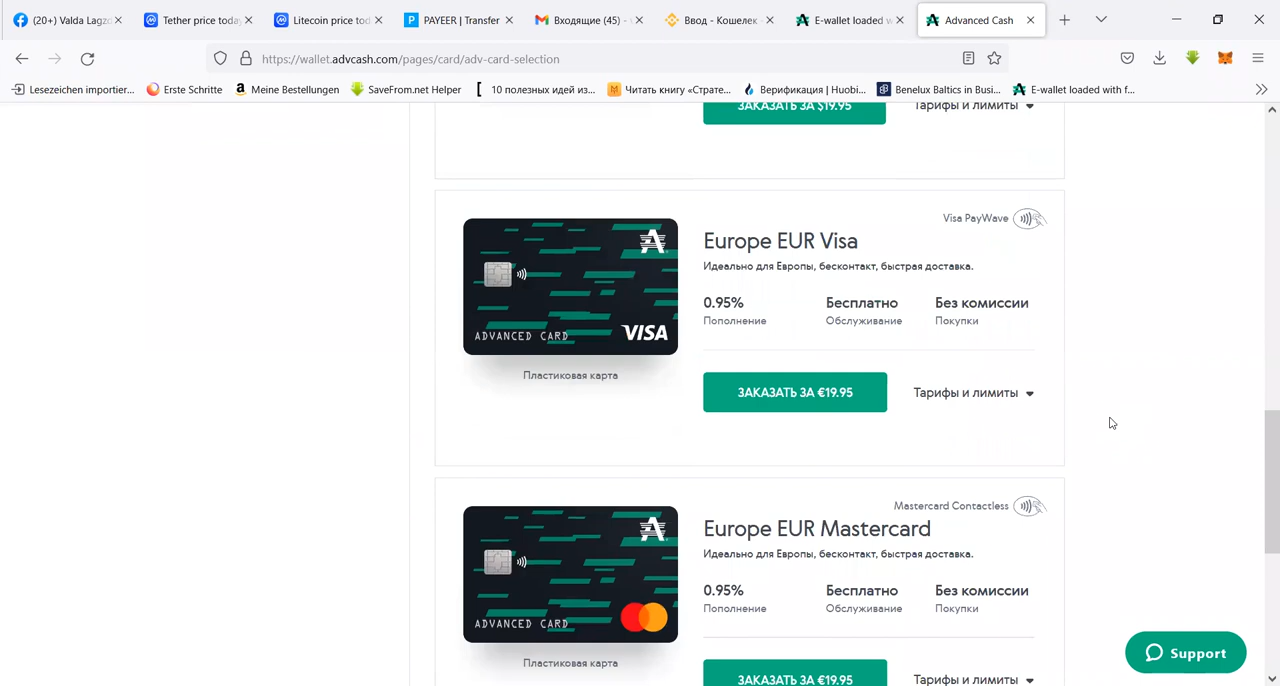 (20+) Valda Lagzo
Tether price today
Litecoin price tod
PAYEER | Transfer
Входящие (45) -
Ввод - Кошелек
E-wallet loaded w
Advanced Cash
https://wallet.advcash.com/pages/card/adv-card-selection
Lesezeichen importier...
Erste Schritte
Meine Bestellungen
SaveFrom.net Helper
10 полезных идей из...
Читать книгу «Страте...
Верификация | Huobi...
Benelux Baltics in Busi...
E-wallet loaded with f...
ЗАКАЗАТЬ ЗА $19.95
Тарифы и лимиты
Visa PayWave
Europe EUR Visa
Идеально для Европы, бесконтакт, быстрая доставка.
0.95% Бесплатно Без комиссии
Пополнение Обслуживание Покупки
ADVANCED CARD VISA
Пластиковая карта
ЗАКАЗАТЬ ЗА €19.95
Тарифы и лимиты
Mastercard Contactless
Europe EUR Mastercard
Идеально для Европы, бесконтакт, быстрая доставка.
0.95% Бесплатно Без комиссии
Пополнение Обслуживание Покупки
ADVANCED CARD
Пластиковая карта
ЗАКАЗАТЬ ЗА €19.95
Тарифы и лимиты
Support